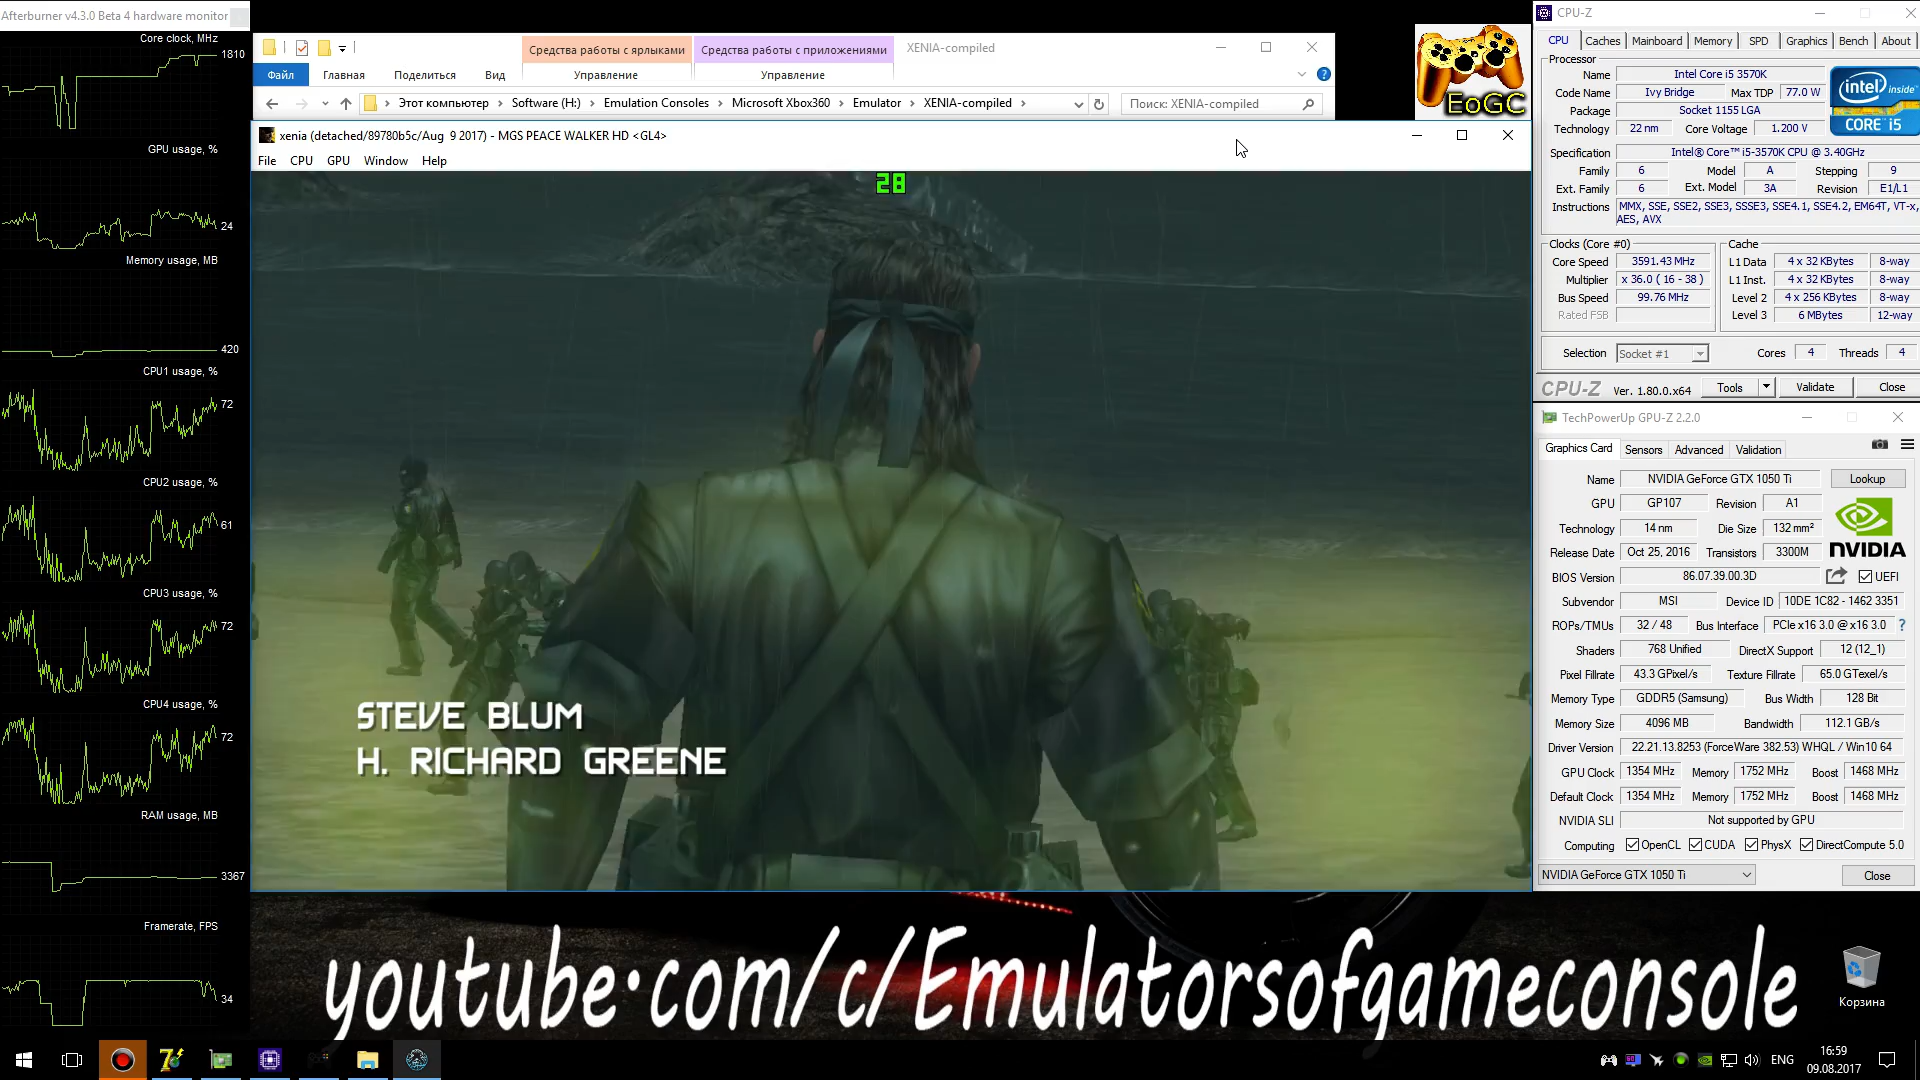 Afterburner v4.3.0 Beta 4 hardware monitor
Core clock, MHz
1810
GPU usage, %
24
Memory usage, MB
420
CPU1 usage, %
72
CPU2 usage, %
61
CPU3 usage, %
72
CPU4 usage, %
72
RAM usage, MB
3367
Framerate, FPS
34
Средства работы с ярлыками
Средства работы с приложениями
XENIA-compiled
Файл
Главная
Поделиться
Вид
Управление
Управление
Этот компьютер
Software (H:)
Emulation Consoles
Microsoft Xbox360
Emulator
XENIA-compiled
Поиск: XENIA-compiled
EoGC
xenia (detached/89780b5c/Aug 9 2017) - MGS PEACE WALKER HD <GL4>
File CPU GPU Window Help
28
STEVE BLUM
H. RICHARD GREENE
CPU-Z
CPU Caches Mainboard Memory SPD Graphics Bench About
Processor
Name Intel Core i5 3570K
Code Name Ivy Bridge Max TDP 77.0 W
Package Socket 1155 LGA
Technology 22 nm Core Voltage 1.200 V
intel inside™
CORE i5
Specification Intel® Core™ i5-3570K CPU @ 3.40GHz
Family 6 Model A Stepping 9
Ext. Family 6 Ext. Model 3A Revision E1/L1
Instructions MMX, SSE, SSE2, SSE3, SSSE3, SSE4.1, SSE4.2, EM64T, VT-x,
AES, AVX
Clocks (Core #0)
Core Speed 3591.43 MHz
Multiplier x 36.0 ( 16 - 38 )
Bus Speed 99.76 MHz
Rated FSB
Cache
L1 Data 4 x 32 KBytes 8-way
L1 Inst. 4 x 32 KBytes 8-way
Level 2 4 x 256 KBytes 8-way
Level 3 6 MBytes 12-way
Selection Socket #1 Cores 4 Threads 4
CPU-Z Ver. 1.80.0.x64 Tools Validate Close
TechPowerUp GPU-Z 2.2.0
Graphics Card Sensors Advanced Validation
Name NVIDIA GeForce GTX 1050 Ti Lookup
GPU GP107 Revision A1
Technology 14 nm Die Size 132 mm²
Release Date Oct 25, 2016 Transistors 3300M
NVIDIA
BIOS Version 86.07.39.00.3D UEFI
Subvendor MSI Device ID 10DE 1C82 - 1462 3351
ROPs/TMUs 32 / 48 Bus Interface PCIe x16 3.0 @ x16 3.0 ?
Shaders 768 Unified DirectX Support 12 (12_1)
Pixel Fillrate 43.3 GPixel/s Texture Fillrate 65.0 GTexel/s
Memory Type GDDR5 (Samsung) Bus Width 128 Bit
Memory Size 4096 MB Bandwidth 112.1 GB/s
Driver Version 22.21.13.8253 (ForceWare 382.53) WHQL / Win10 64
GPU Clock 1354 MHz Memory 1752 MHz Boost 1468 MHz
Default Clock 1354 MHz Memory 1752 MHz Boost 1468 MHz
NVIDIA SLI Not supported by GPU
Computing OpenCL CUDA PhysX DirectCompute 5.0
NVIDIA GeForce GTX 1050 Ti Close
youtube.com/c/Emulatorsofgameconsole
Корзина
ENG
16:59
09.08.2017